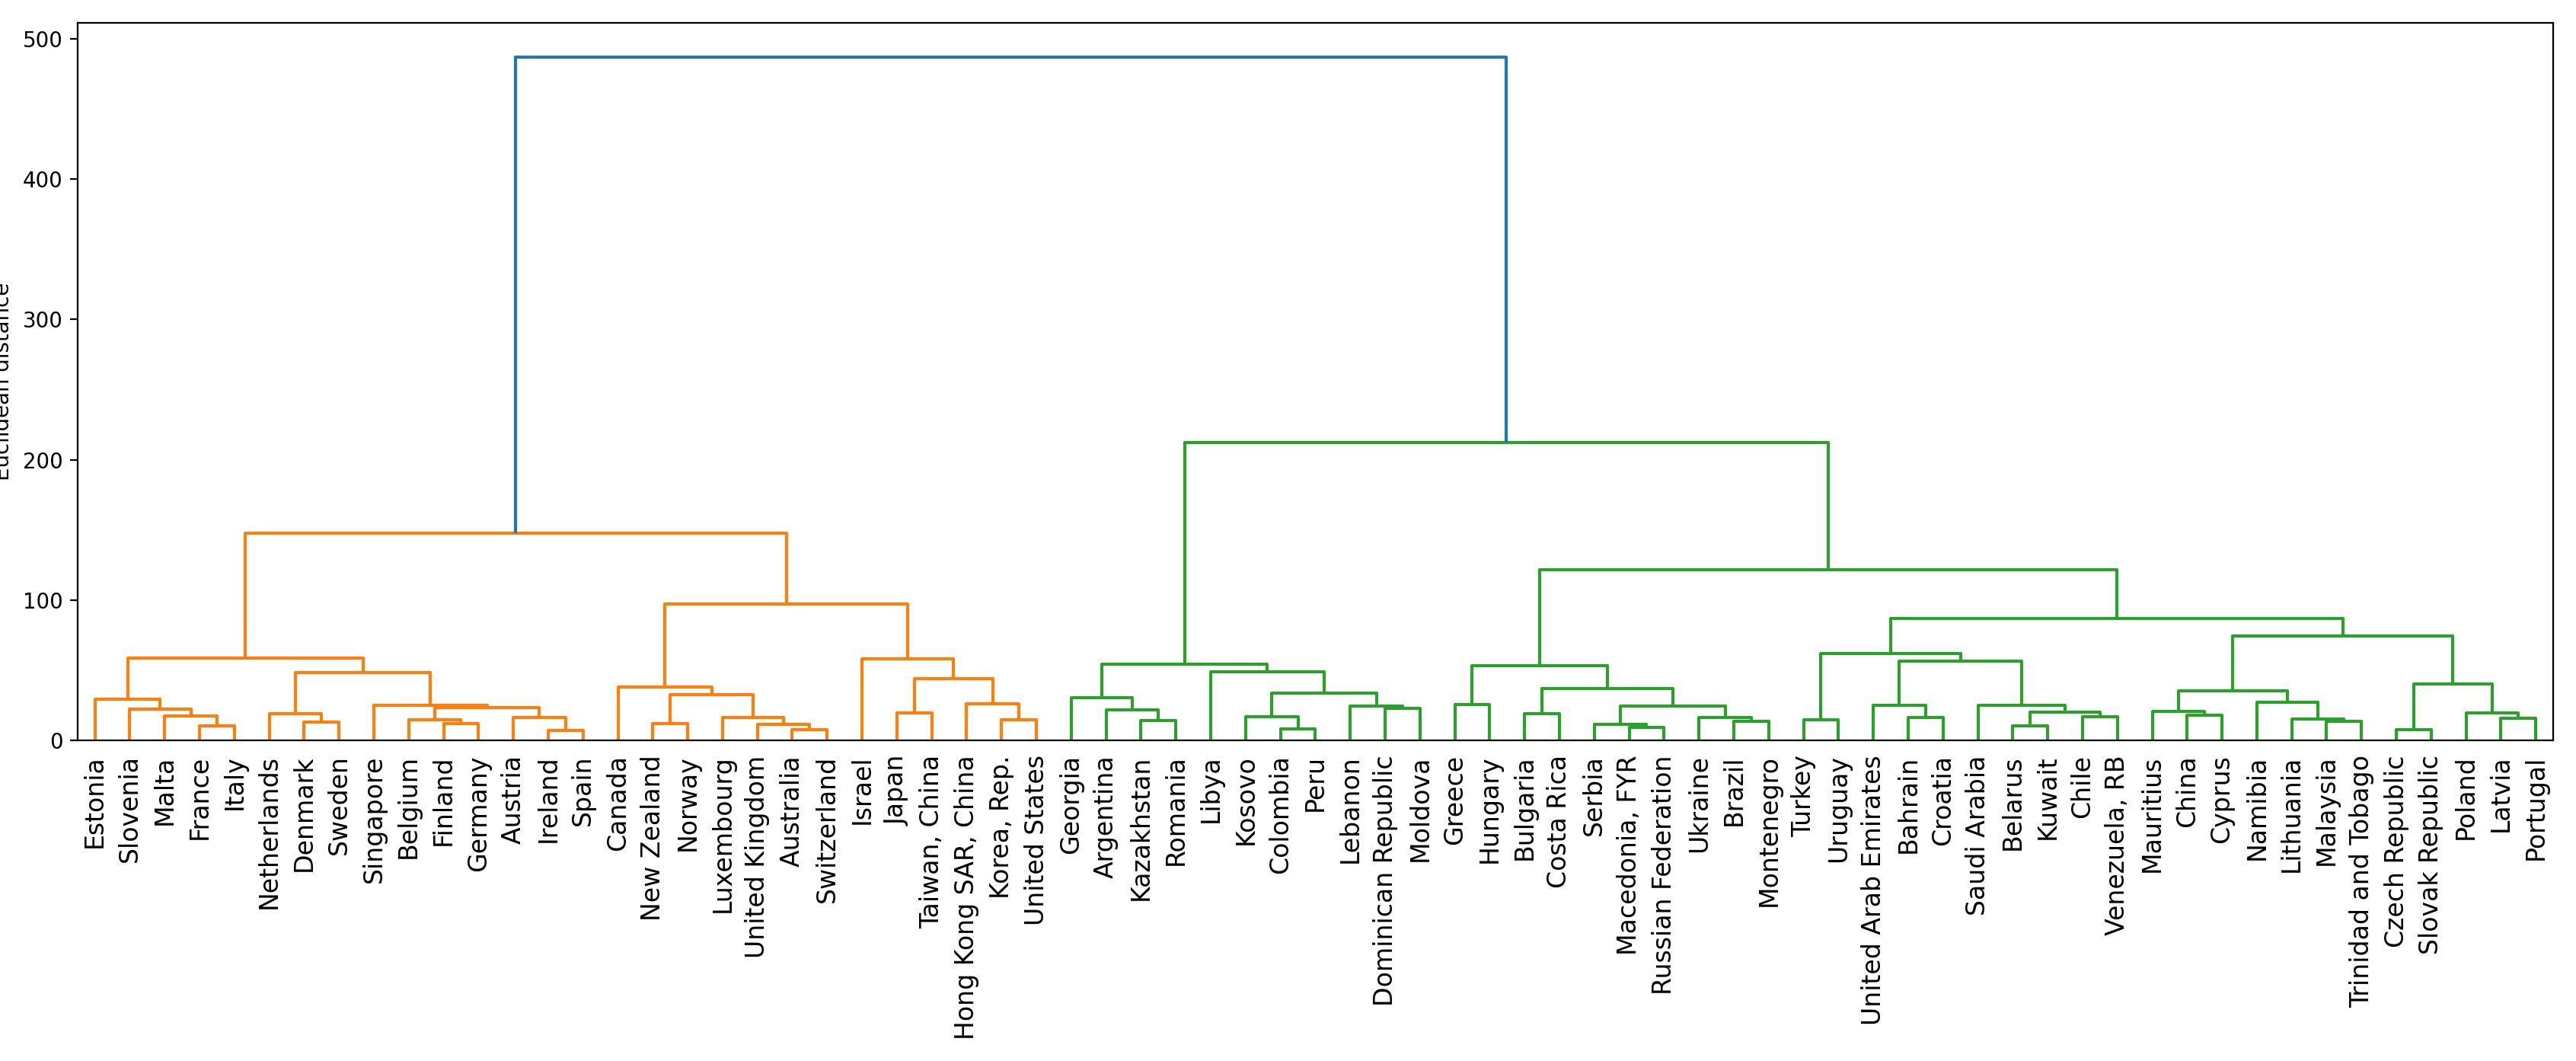 500
400
300
200
100
0
Euclidean distance
Estonia
Slovenia
Malta
France
Italy
Netherlands
Denmark
Sweden
Singapore
Belgium
Finland
Germany
Austria
Ireland
Spain
Canada
New Zealand
Norway
Luxembourg
United Kingdom
Australia
Switzerland
Israel
Japan
Taiwan, China
Hong Kong SAR, China
Korea, Rep.
United States
Georgia
Argentina
Kazakhstan
Romania
Libya
Kosovo
Colombia
Peru
Lebanon
Dominican Republic
Moldova
Greece
Hungary
Bulgaria
Costa Rica
Serbia
Macedonia, FYR
Russian Federation
Ukraine
Brazil
Montenegro
Turkey
Uruguay
United Arab Emirates
Bahrain
Croatia
Saudi Arabia
Belarus
Kuwait
Chile
Venezuela, RB
Mauritius
China
Cyprus
Namibia
Lithuania
Malaysia
Trinidad and Tobago
Czech Republic
Slovak Republic
Poland
Latvia
Portugal